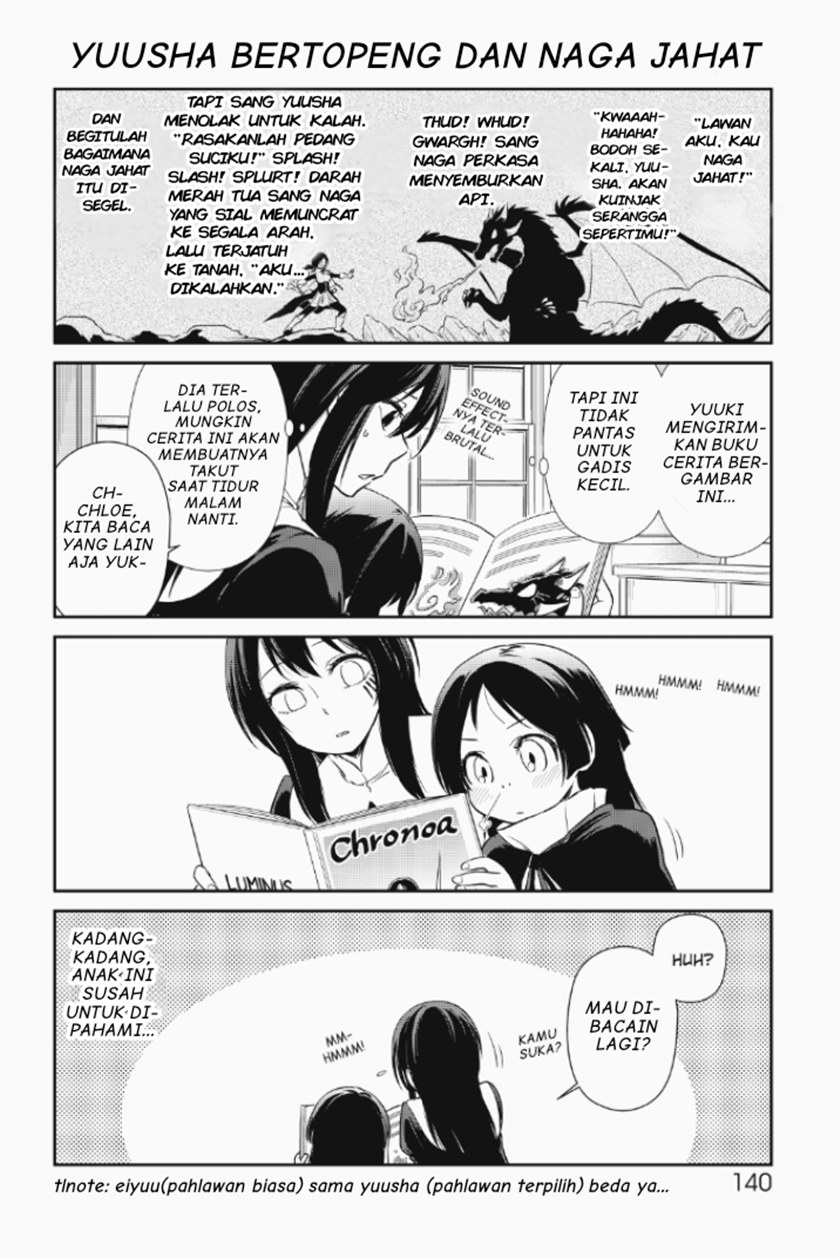 YUUSHA BERTOPENG DAN NAGA JAHAT
"LAWAN
AKU, KAU
NAGA
JAHAT!"
"KWAAAH-
HAHAHA!
BODOH SE-
KALI, YUU-
SHA. AKAN
KUINJAK
SERANGGA
SEPERTIMU!"
THUD! WHUD!
GWARGH! SANG
NAGA PERKASA
MENYEMBURKAN
API.
TAPI SANG YUUSHA
MENOLAK UNTUK KALAH.
"RASAKANLAH PEDANG
SUCIKU!" SPLASH!
SLASH! SPLURT! DARAH
MERAH TUA SANG NAGA
YANG SIAL MEMUNCRAT
KE SEGALA ARAH.
LALU TERJATUH
KE TANAH, "AKU...
DIKALAHKAN."
DAN
BEGITULAH
BAGAIMANA
NAGA JAHAT
ITU DI-
SEGEL.
YUUKI
MENGIRIM-
KAN BUKU
CERITA BER-
GAMBAR
INI...
TAPI INI
TIDAK
PANTAS
UNTUK
GADIS
KECIL.
SOUND
EFFECT-
NYA TER-
LALU
BRUTAL...
DIA TER-
LALU POLOS,
MUNGKIN
CERITA INI AKAN
MEMBUATNYA
TAKUT
SAAT TIDUR
MALAM
NANTI.
CH-
CHLOE,
KITA BACA
YANG LAIN
AJA YUK-
HMMM!
HMMM!
HMMM!
Chronoa
LUMINUS
HUH?
MAU DI-
BACAIN
LAGI?
KAMU
SUKA?
MM-
HMMM!
KADANG-
KADANG,
ANAK INI
SUSAH
UNTUK DI-
PAHAMI...
tlnote: eiyuu(pahlawan biasa) sama yuusha (pahlawan terpilih) beda ya...
140